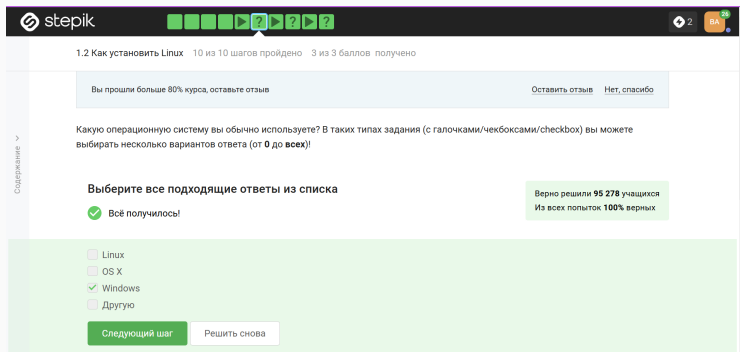 stepik
2
BA
26
1.2 Как установить Linux 10 из 10 шагов пройдено 3 из 3 баллов получено
Вы прошли больше 80% курса, оставьте отзыв Оставить отзыв Нет, спасибо
Содержание
Какую операционную систему вы обычно используете? В таких типах задания (с галочками/чекбоксами/checkbox) вы можете
выбирать несколько вариантов ответа (от 0 до всех)!
Выберите все подходящие ответы из списка
Верно решили 95 278 учащихся
Из всех попыток 100% верных
Всё получилось!
Linux
OS X
Windows
Другую
Следующий шаг Решить снова